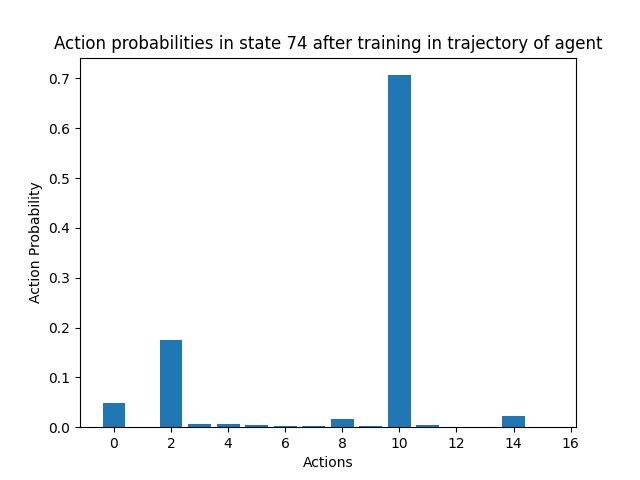 Action probabilities in state 74 after training in trajectory of agent
0.7
0.6
0.5
0.4
0.3
0.2
0.1
0.0
Action Probability
0 2 4 6 8 10 12 14 16
Actions